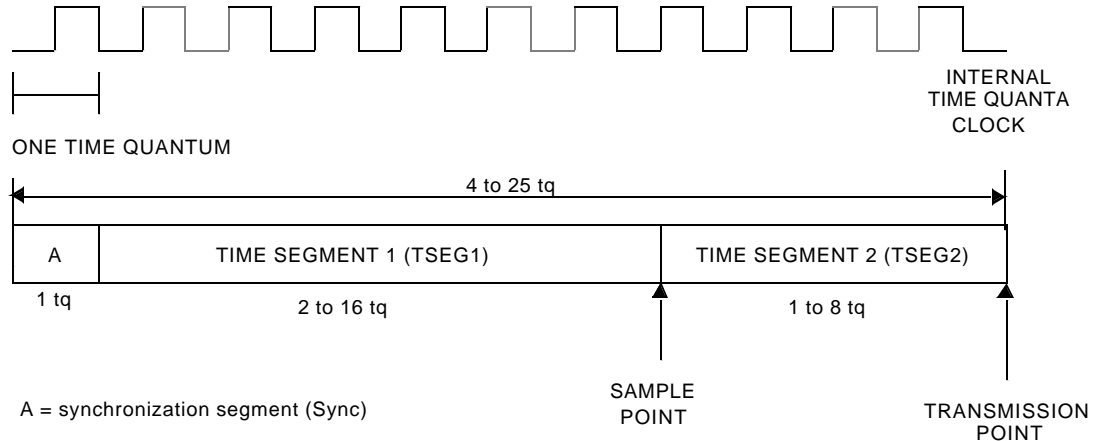 INTERNAL
TIME QUANTA
CLOCK
ONE TIME QUANTUM
4 to 25 tq
A
TIME SEGMENT 1 (TSEG1)
TIME SEGMENT 2 (TSEG2)
1 tq
2 to 16 tq
1 to 8 tq
SAMPLE
POINT
A = synchronization segment (Sync)
TRANSMISSION
POINT